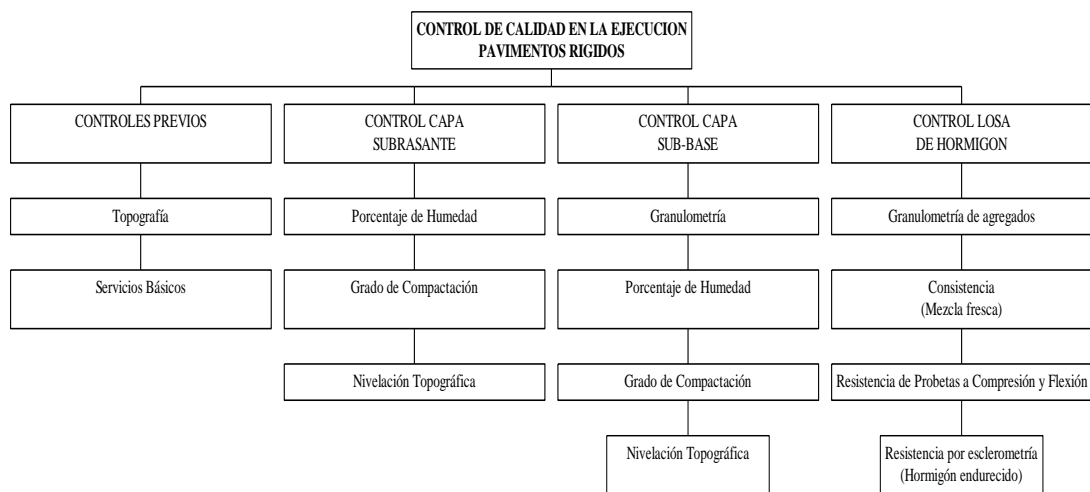 CONTROL DE CALIDAD EN LA EJECUCION
PAVIMENTOS RIGIDOS
CONTROLES PREVIOS
Topografía
Servicios Básicos
CONTROL CAPA
SUBRASANTE
Porcentaje de Humedad
Grado de Compactación
Nivelación Topográfica
CONTROL CAPA
SUB-BASE
Granulometría
Porcentaje de Humedad
Grado de Compactación
Nivelación Topográfica
CONTROL LOSA
DE HORMIGON
Granulometría de agregados
Consistencia
(Mezcla fresca)
Resistencia de Probetas a Compresión y Flexión
Resistencia por esclerometría
(Hormigón endurecido)